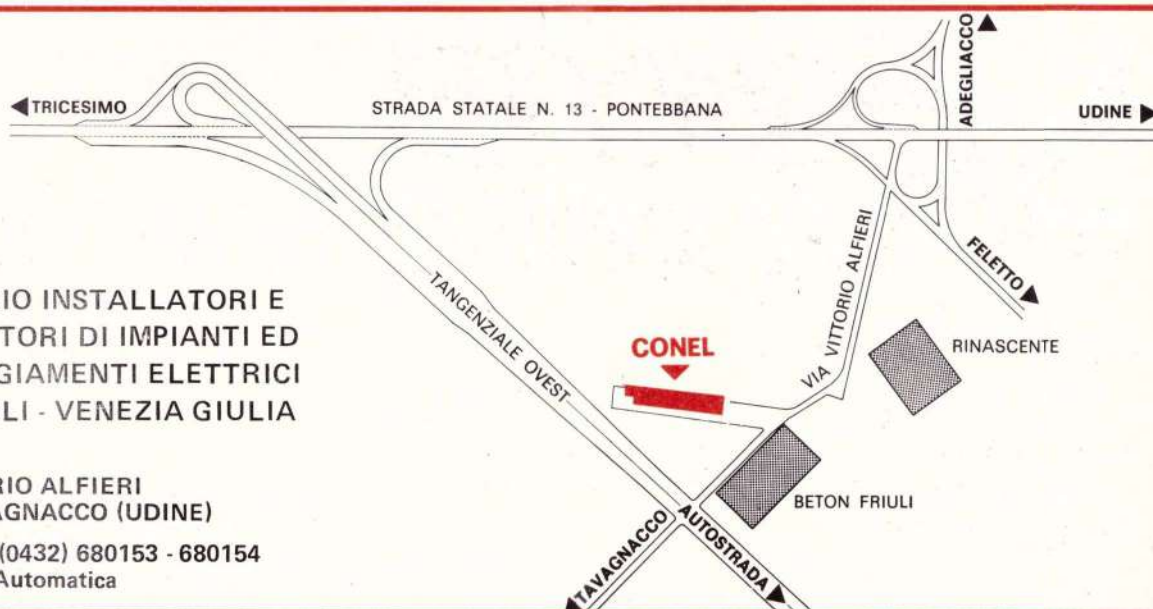 ADEGLIACCO
TRICESIMO
STRADA STATALE N. 13 - PONTEBBANA
UDINE
FELETTO
VIA VITTORIO ALFIERI
TANGENZIALE OVEST
CONEL
RINASCENTE
BETON FRIULI
TAVAGNACCO
AUTOSTRADA
IO INSTALLATORI E
TORI DI IMPIANTI ED
GIAMENTI ELETTRICI
LI - VENEZIA GIULIA
RIO ALFIERI
AGNACCO (UDINE)
(0432) 680153 - 680154
Automatica